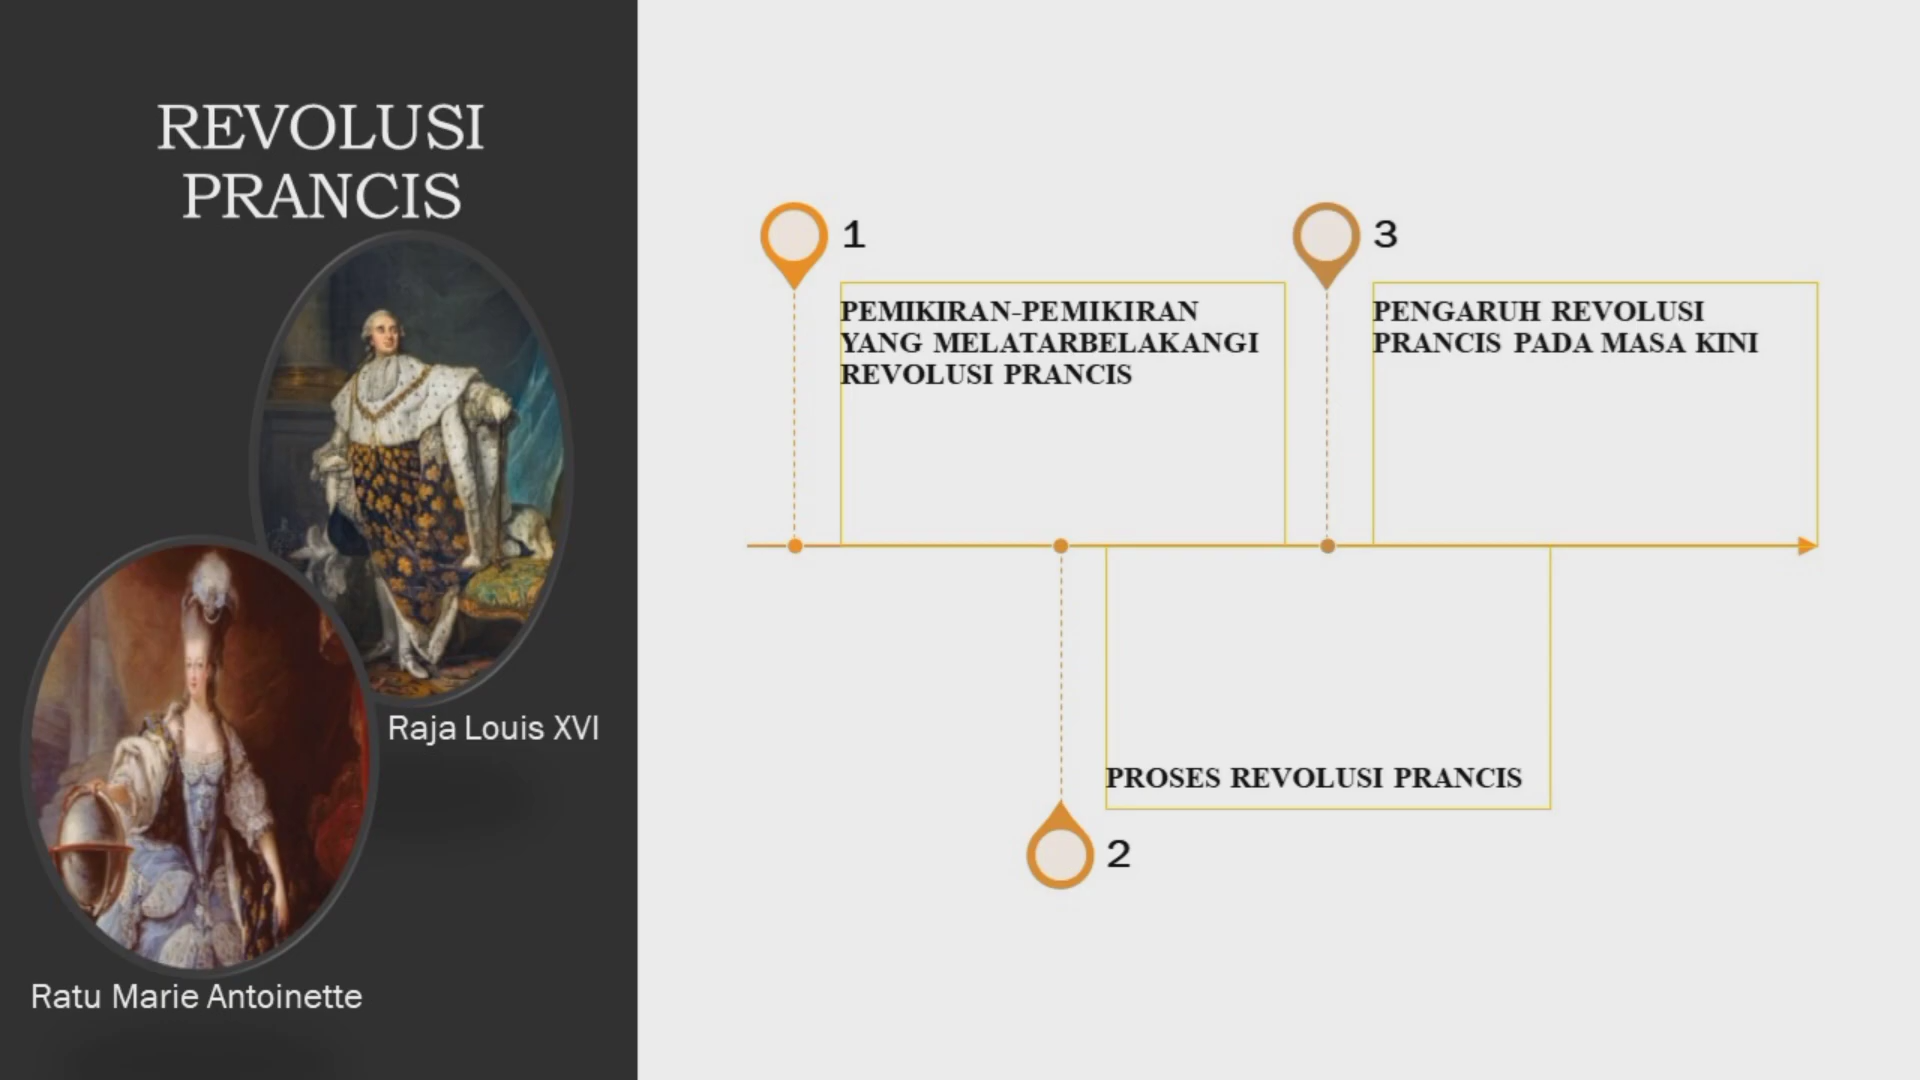 REVOLUSI
PRANCIS
Raja Louis XVI
Ratu Marie Antoinette
1
PEMIKIRAN-PEMIKIRAN
YANG MELATARBELAKANGI
REVOLUSI PRANCIS
2
PROSES REVOLUSI PRANCIS
3
PENGARUH REVOLUSI
PRANCIS PADA MASA KINI